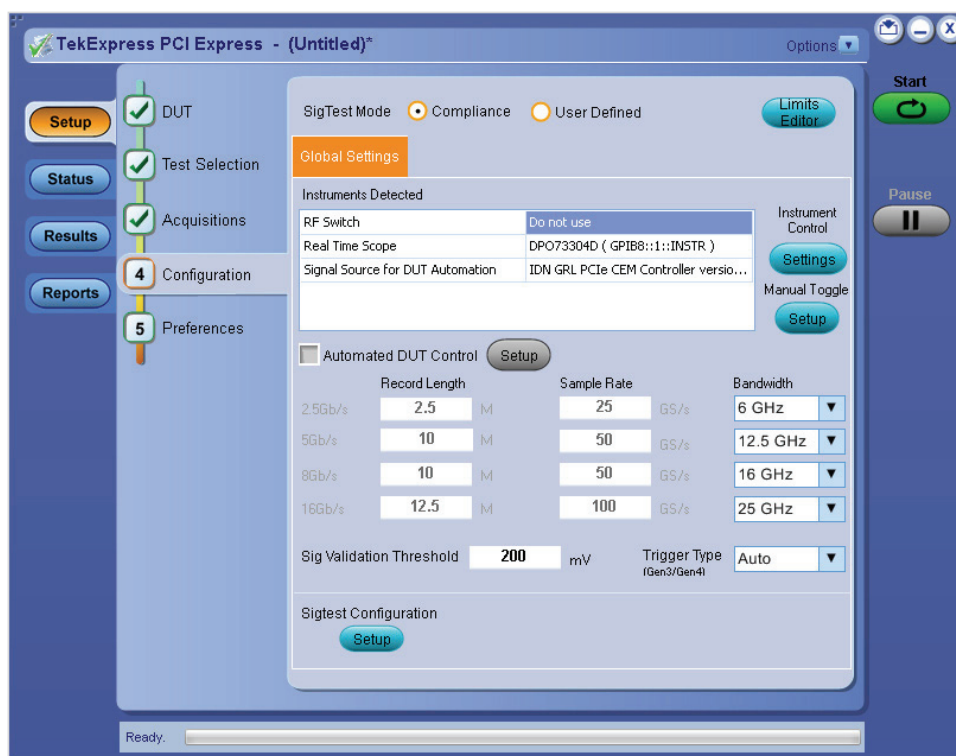 TekExpress PCI Express - (Untitled)*
Options
X
Start
Pause
Setup
Status
Results
Reports
DUT
Test Selection
Acquisitions
4 Configuration
5 Preferences
SigTest Mode Compliance User Defined
Limits
Editor
Global Settings
Instruments Detected
RF Switch Do not use
Real Time Scope DPO73304D ( GPIB8::1::INSTR )
Signal Source for DUT Automation IDN GRL PCIe CEM Controller versio...
Instrument
Control
Settings
Manual Toggle
Setup
Automated DUT Control Setup
Record Length Sample Rate Bandwidth
2.5Gb/s 2.5 M 25 GS/s 6 GHz
5Gb/s 10 M 50 GS/s 12.5 GHz
8Gb/s 10 M 50 GS/s 16 GHz
16Gb/s 12.5 M 100 GS/s 25 GHz
Sig Validation Threshold 200 mV Trigger Type Auto
(Gen3/Gen4)
Sigtest Configuration
Setup
Ready.